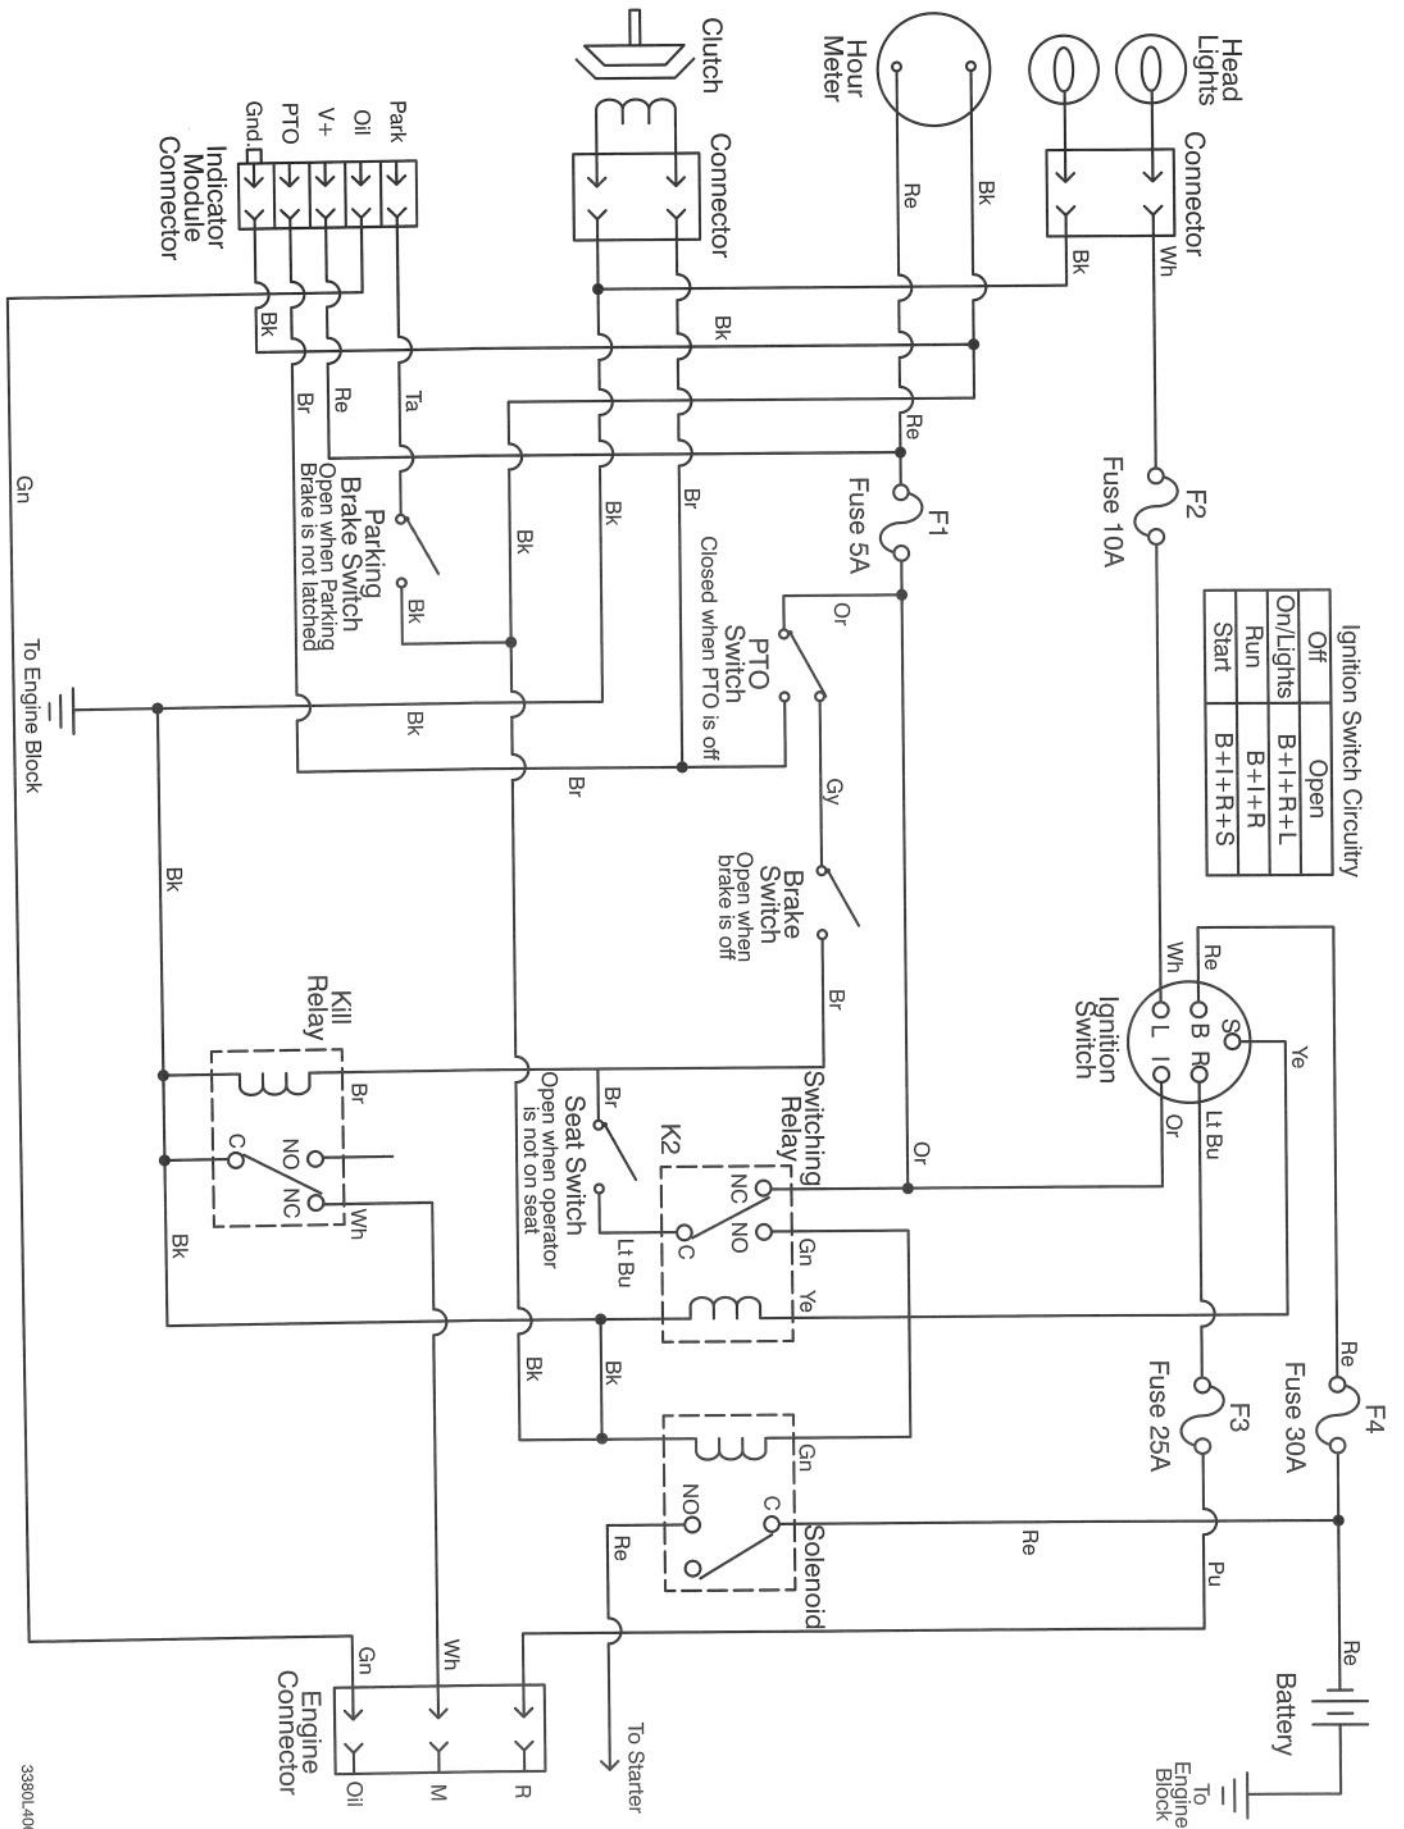 Head
Lights
Connector
Wh
Bk
F2
Fuse 10A
Ignition Switch Circuitry
Off Open
On/Lights B+I+R+L
Run B+I+R
Start B+I+R+S
Re
Wh
Ye
S
B
R
L
I
Ignition
Switch
Or
Lt Bu
Re
F4
Fuse 30A
F3
Fuse 25A
Pu
Re
Re
Battery
To
Engine
Block
Hour
Meter
Bk
Re
Re
F1
Fuse 5A
Or
PTO
Switch
Closed when PTO is off
Gy
Brake
Switch
Open when
brake is off
Br
Or
Switching
Relay
K2
NC
NO
C
Gn
Ye
Gn
Solenoid
C
NO
Re
To Starter
Clutch
Connector
Bk
Br
Bk
Bk
Br
Br
Seat Switch
Open when operator
is not on seat
Lt Bu
Bk
Bk
Park
Oil
V+
PTO
Gnd.
Indicator
Module
Connector
Bk
Br
Re
Ta
Parking
Brake Switch
Open when Parking
Brake is not latched
Bk
Bk
Kill
Relay
Br
C
NO
NC
Wh
Bk
Bk
Gn
To Engine Block
Wh
Gn
Engine
Connector
R
M
Oil